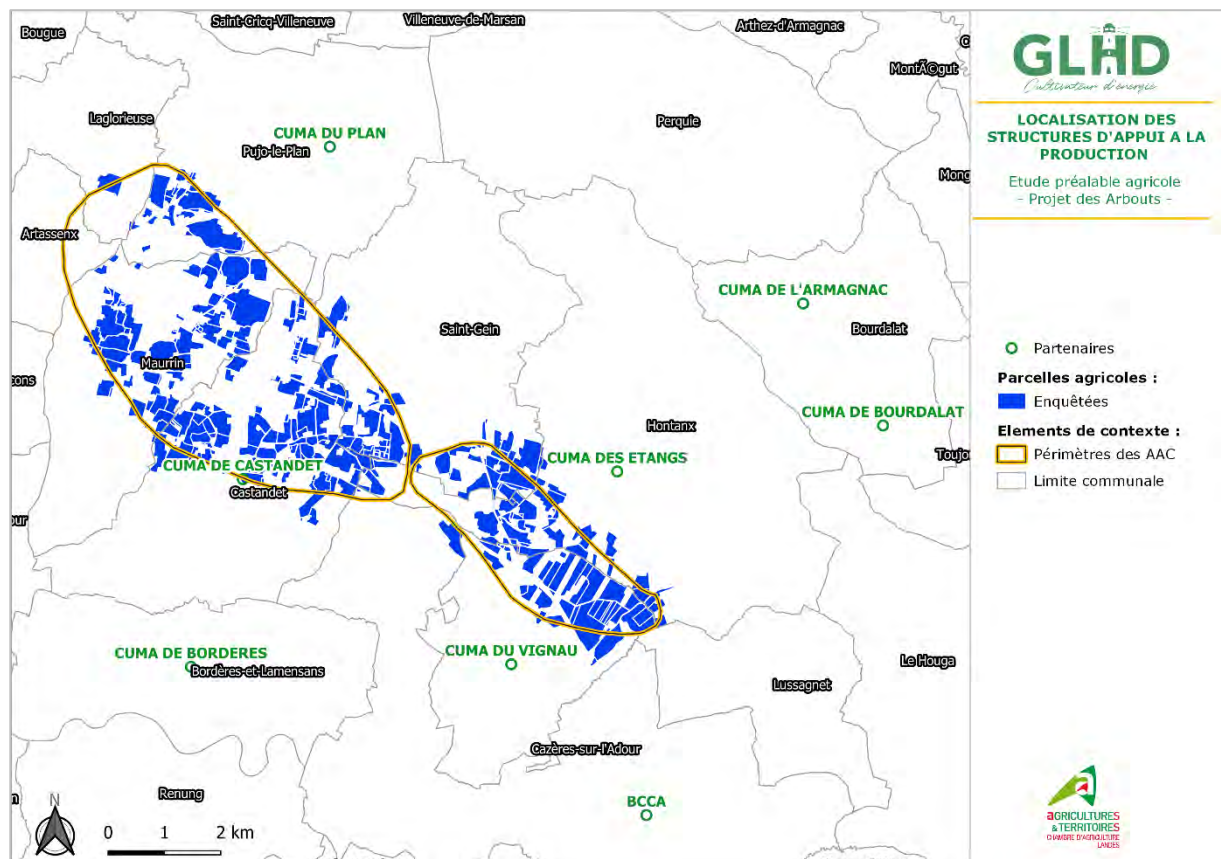 Saint-Cricq-Villeneuve
Villeneuve-de-Marsan
Arthez-d'Armagnac
Bougue
MontÃ©gut
Laglorieuse
CUMA DU PLAN
Pujo-le-Plan
Perquie
Mong
Artassenx
CUMA DE L'ARMAGNAC
Saint-Gein
Bourdalat
Maurrin
cons
CUMA DE BOURDALAT
Hontanx
CUMA DES ETANGS
Toujo
CUMA DE CASTANDET
Castandet
our
CUMA DE BORDERES
Bordères-et-Lamensans
CUMA DU VIGNAU
Le Houga
Lussagnet
Cazères-sur-l'Adour
Renung
BCCA
N
0 1 2 km
GLHD
Cultivateur d'énergie
LOCALISATION DES
STRUCTURES D'APPUI A LA
PRODUCTION
Etude préalable agricole
- Projet des Arbouts -
Partenaires
Parcelles agricoles :
Enquêtées
Elements de contexte :
Périmètres des AAC
Limite communale
aGRICULTURES
& TERRITOIRES
CHAMBRE D'AGRICULTURE
LANDES